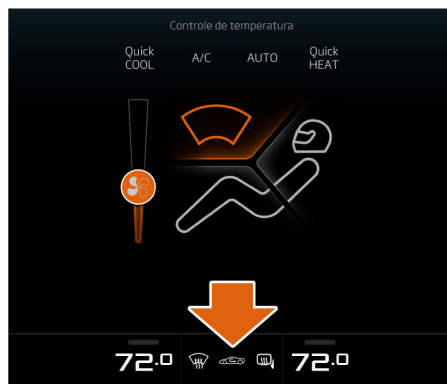 Controle de temperatura
Quick COOL
A/C
AUTO
Quick HEAT
72.0
72.0